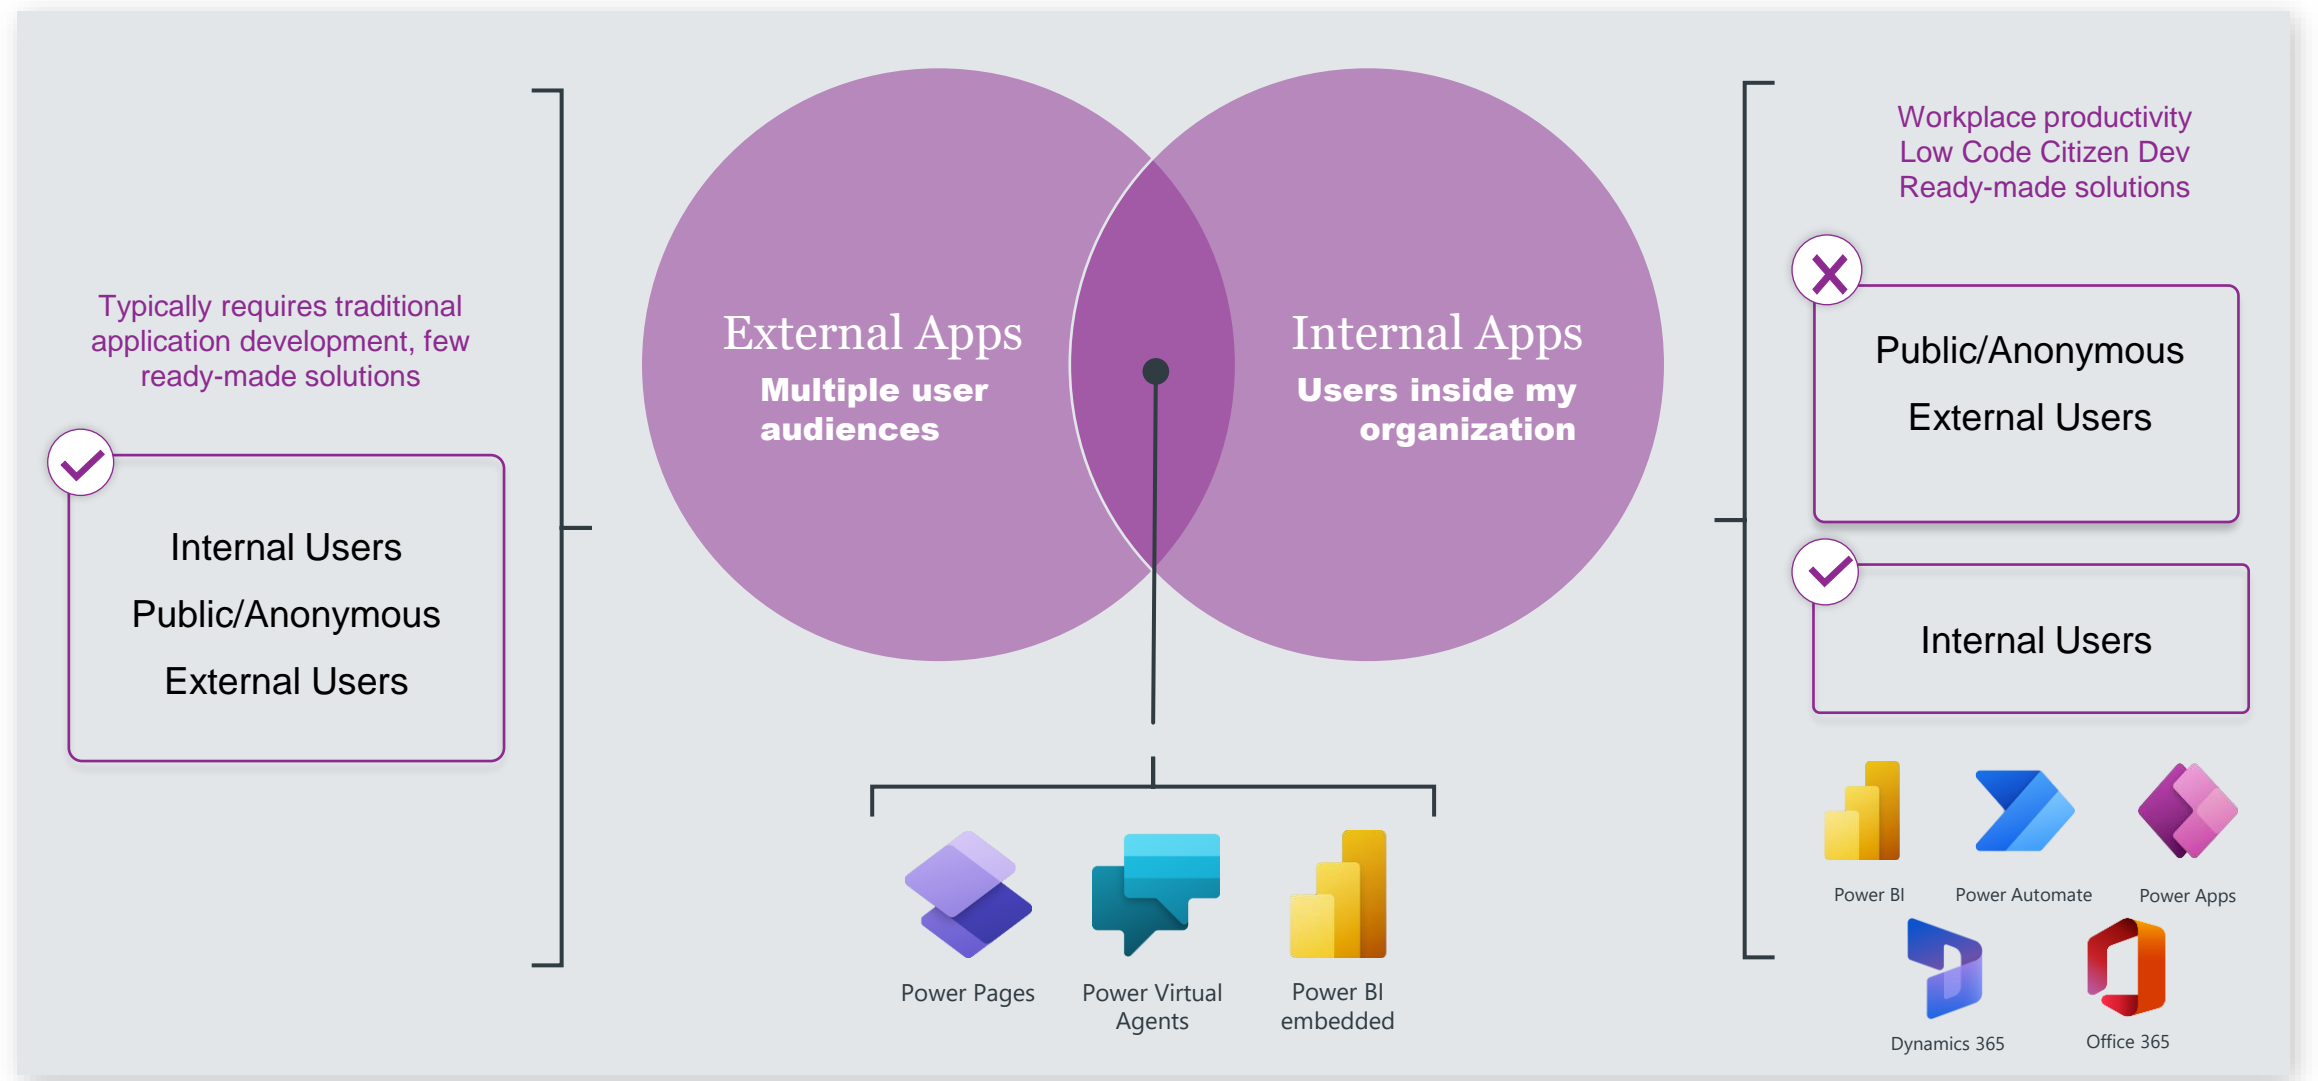 Typically requires traditional
application development, few
ready-made solutions
Internal Users
Public/Anonymous
External Users
External Apps
Multiple user
audiences
Internal Apps
Users inside my
organization
Power Pages
Power Virtual
Agents
Power BI
embedded
Workplace productivity
Low Code Citizen Dev
Ready-made solutions
Public/Anonymous
External Users
Internal Users
Power BI
Power Automate
Power Apps
Dynamics 365
Office 365